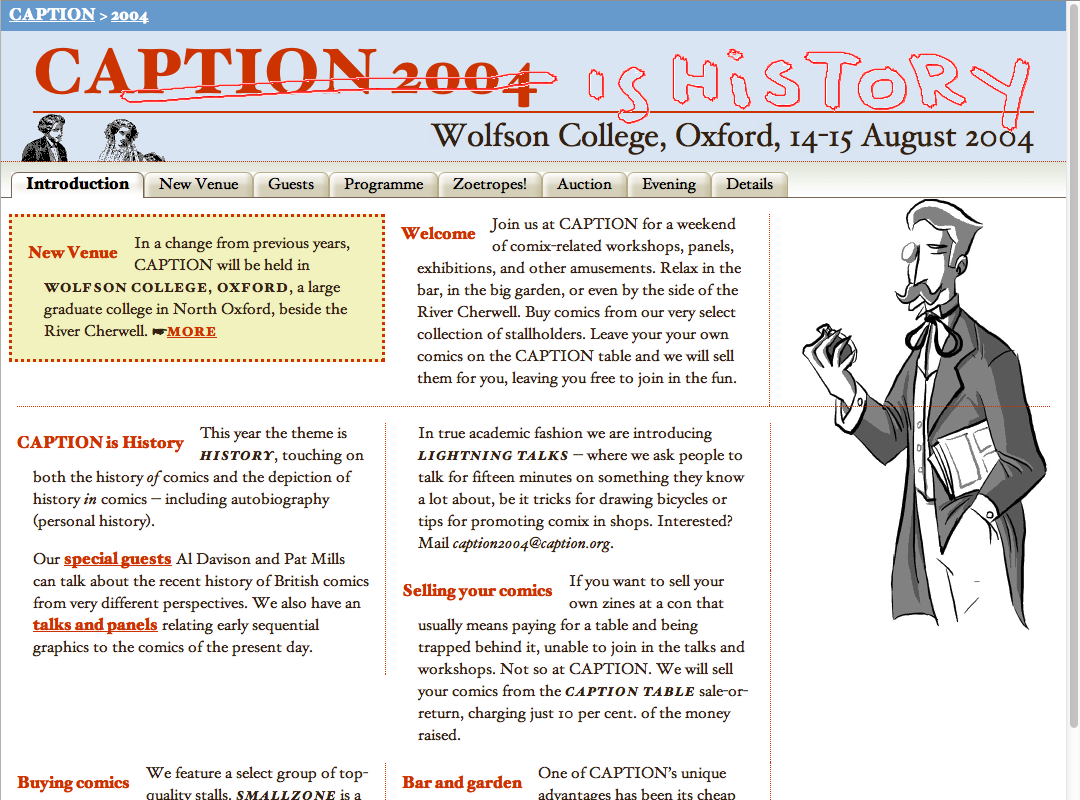 CAPTION > 2004
CAPTION 2004 iS HiSTORY
Wolfson College, Oxford, 14-15 August 2004
Introduction New Venue Guests Programme Zoetropes! Auction Evening Details
New Venue In a change from previous years,
CAPTION will be held in
WOLFSON COLLEGE, OXFORD, a large
graduate college in North Oxford, beside the
River Cherwell. ☛MORE
Welcome Join us at CAPTION for a weekend
of comix-related workshops, panels,
exhibitions, and other amusements. Relax in the
bar, in the big garden, or even by the side of the
River Cherwell. Buy comics from our very select
collection of stallholders. Leave your your own
comics on the CAPTION table and we will sell
them for you, leaving you free to join in the fun.
CAPTION is History This year the theme is
HISTORY, touching on
both the history of comics and the depiction of
history in comics — including autobiography
(personal history).
Our special guests Al Davison and Pat Mills
can talk about the recent history of British comics
from very different perspectives. We also have an
talks and panels relating early sequential
graphics to the comics of the present day.
In true academic fashion we are introducing
LIGHTNING TALKS — where we ask people to
talk for fifteen minutes on something they know
a lot about, be it tricks for drawing bicycles or
tips for promoting comix in shops. Interested?
Mail caption2004@caption.org.
Selling your comics If you want to sell your
own zines at a con that
usually means paying for a table and being
trapped behind it, unable to join in the talks and
workshops. Not so at CAPTION. We will sell
your comics from the CAPTION TABLE sale-or-
return, charging just 10 per cent. of the money
raised.
Buying comics We feature a select group of top-
quality stalls. SMALLZONE is a
Bar and garden One of CAPTION's unique
advantages has been its cheap